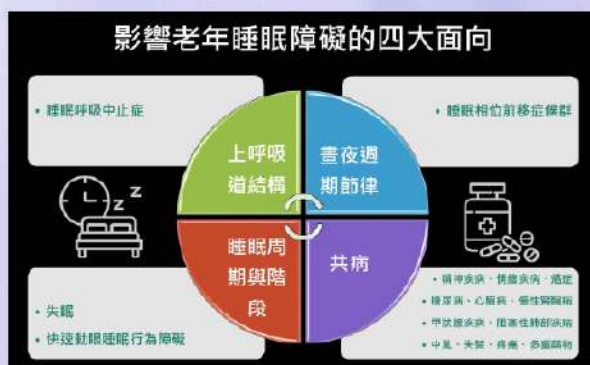 影響老年睡眠障礙的四大面向
• 睡眠呼吸中止症
• 睡眠相位前移症候群
上呼吸
道結構
晝夜週
期節律
z z z
睡眠周
期與階
段
共病
• 失眠
• 快速動眼睡眠行為障礙
• 精神疾病、情緒疾病、癌症
• 糖尿病、心臟病、慢性腎臟病
• 甲狀腺疾病、阻塞性肺部疾病
• 中風、失智、疼痛、多重藥物